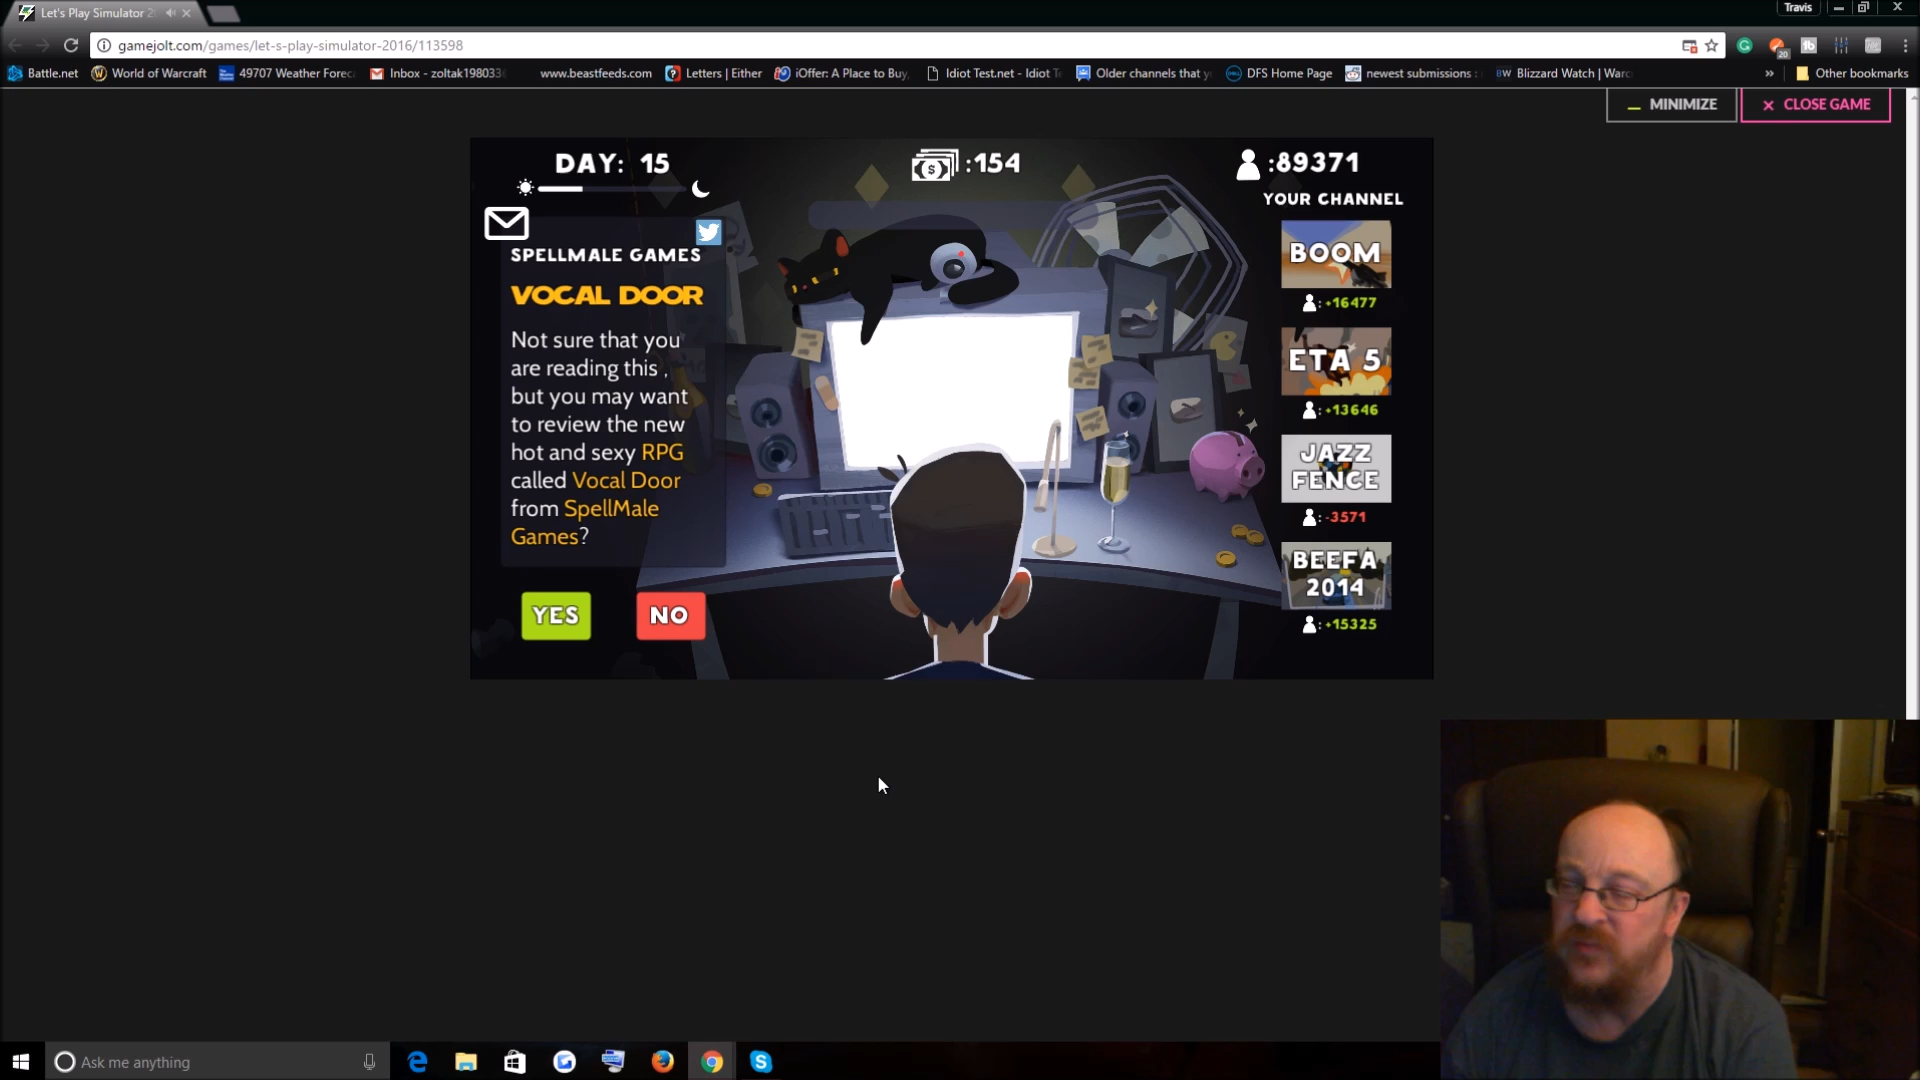 Let's Play Simulator 2
Travis
gamejolt.com/games/let-s-play-simulator-2016/113598
20
Battle.net
World of Warcraft
49707 Weather Forec
Inbox - zoltak198033
www.beastfeeds.com
Letters | Either
iOffer: A Place to Buy,
Idiot Test.net - Idiot T
Older channels that y
DFS Home Page
newest submissions :
BW Blizzard Watch | Warc
»
Other bookmarks
MINIMIZE
× CLOSE GAME
DAY: 15
:154
:89371
YOUR CHANNEL
SPELLMALE GAMES
VOCAL DOOR
Not sure that you
are reading this ,
but you may want
to review the new
hot and sexy RPG
called Vocal Door
from SpellMale
Games?
YES
NO
BOOM
:+16477
ETA 5
:+13646
JAZZ
FENCE
:-3571
BEEFA
2014
:+15325
Ask me anything